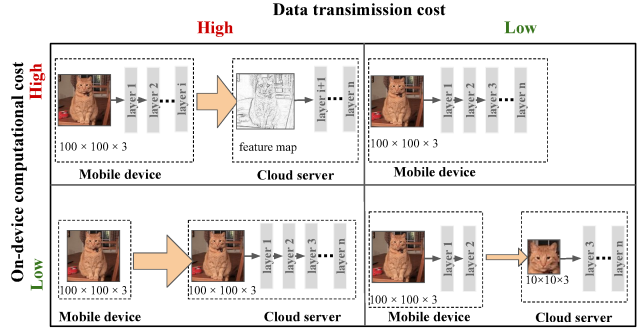 Data transimission cost
High
Low
On-device computational cost
High
Low
100 × 100 × 3
layer 1
layer 2
layer i
Mobile device
feature map
layer i+1
layer n
Cloud server
100 × 100 × 3
layer 1
layer 2
layer 3
layer n
Mobile device
100 × 100 × 3
Mobile device
100 × 100 × 3
layer 1
layer 2
layer 3
layer n
Cloud server
100 × 100 × 3
layer 1
layer 2
Mobile device
10×10×3
layer 3
layer n
Cloud server